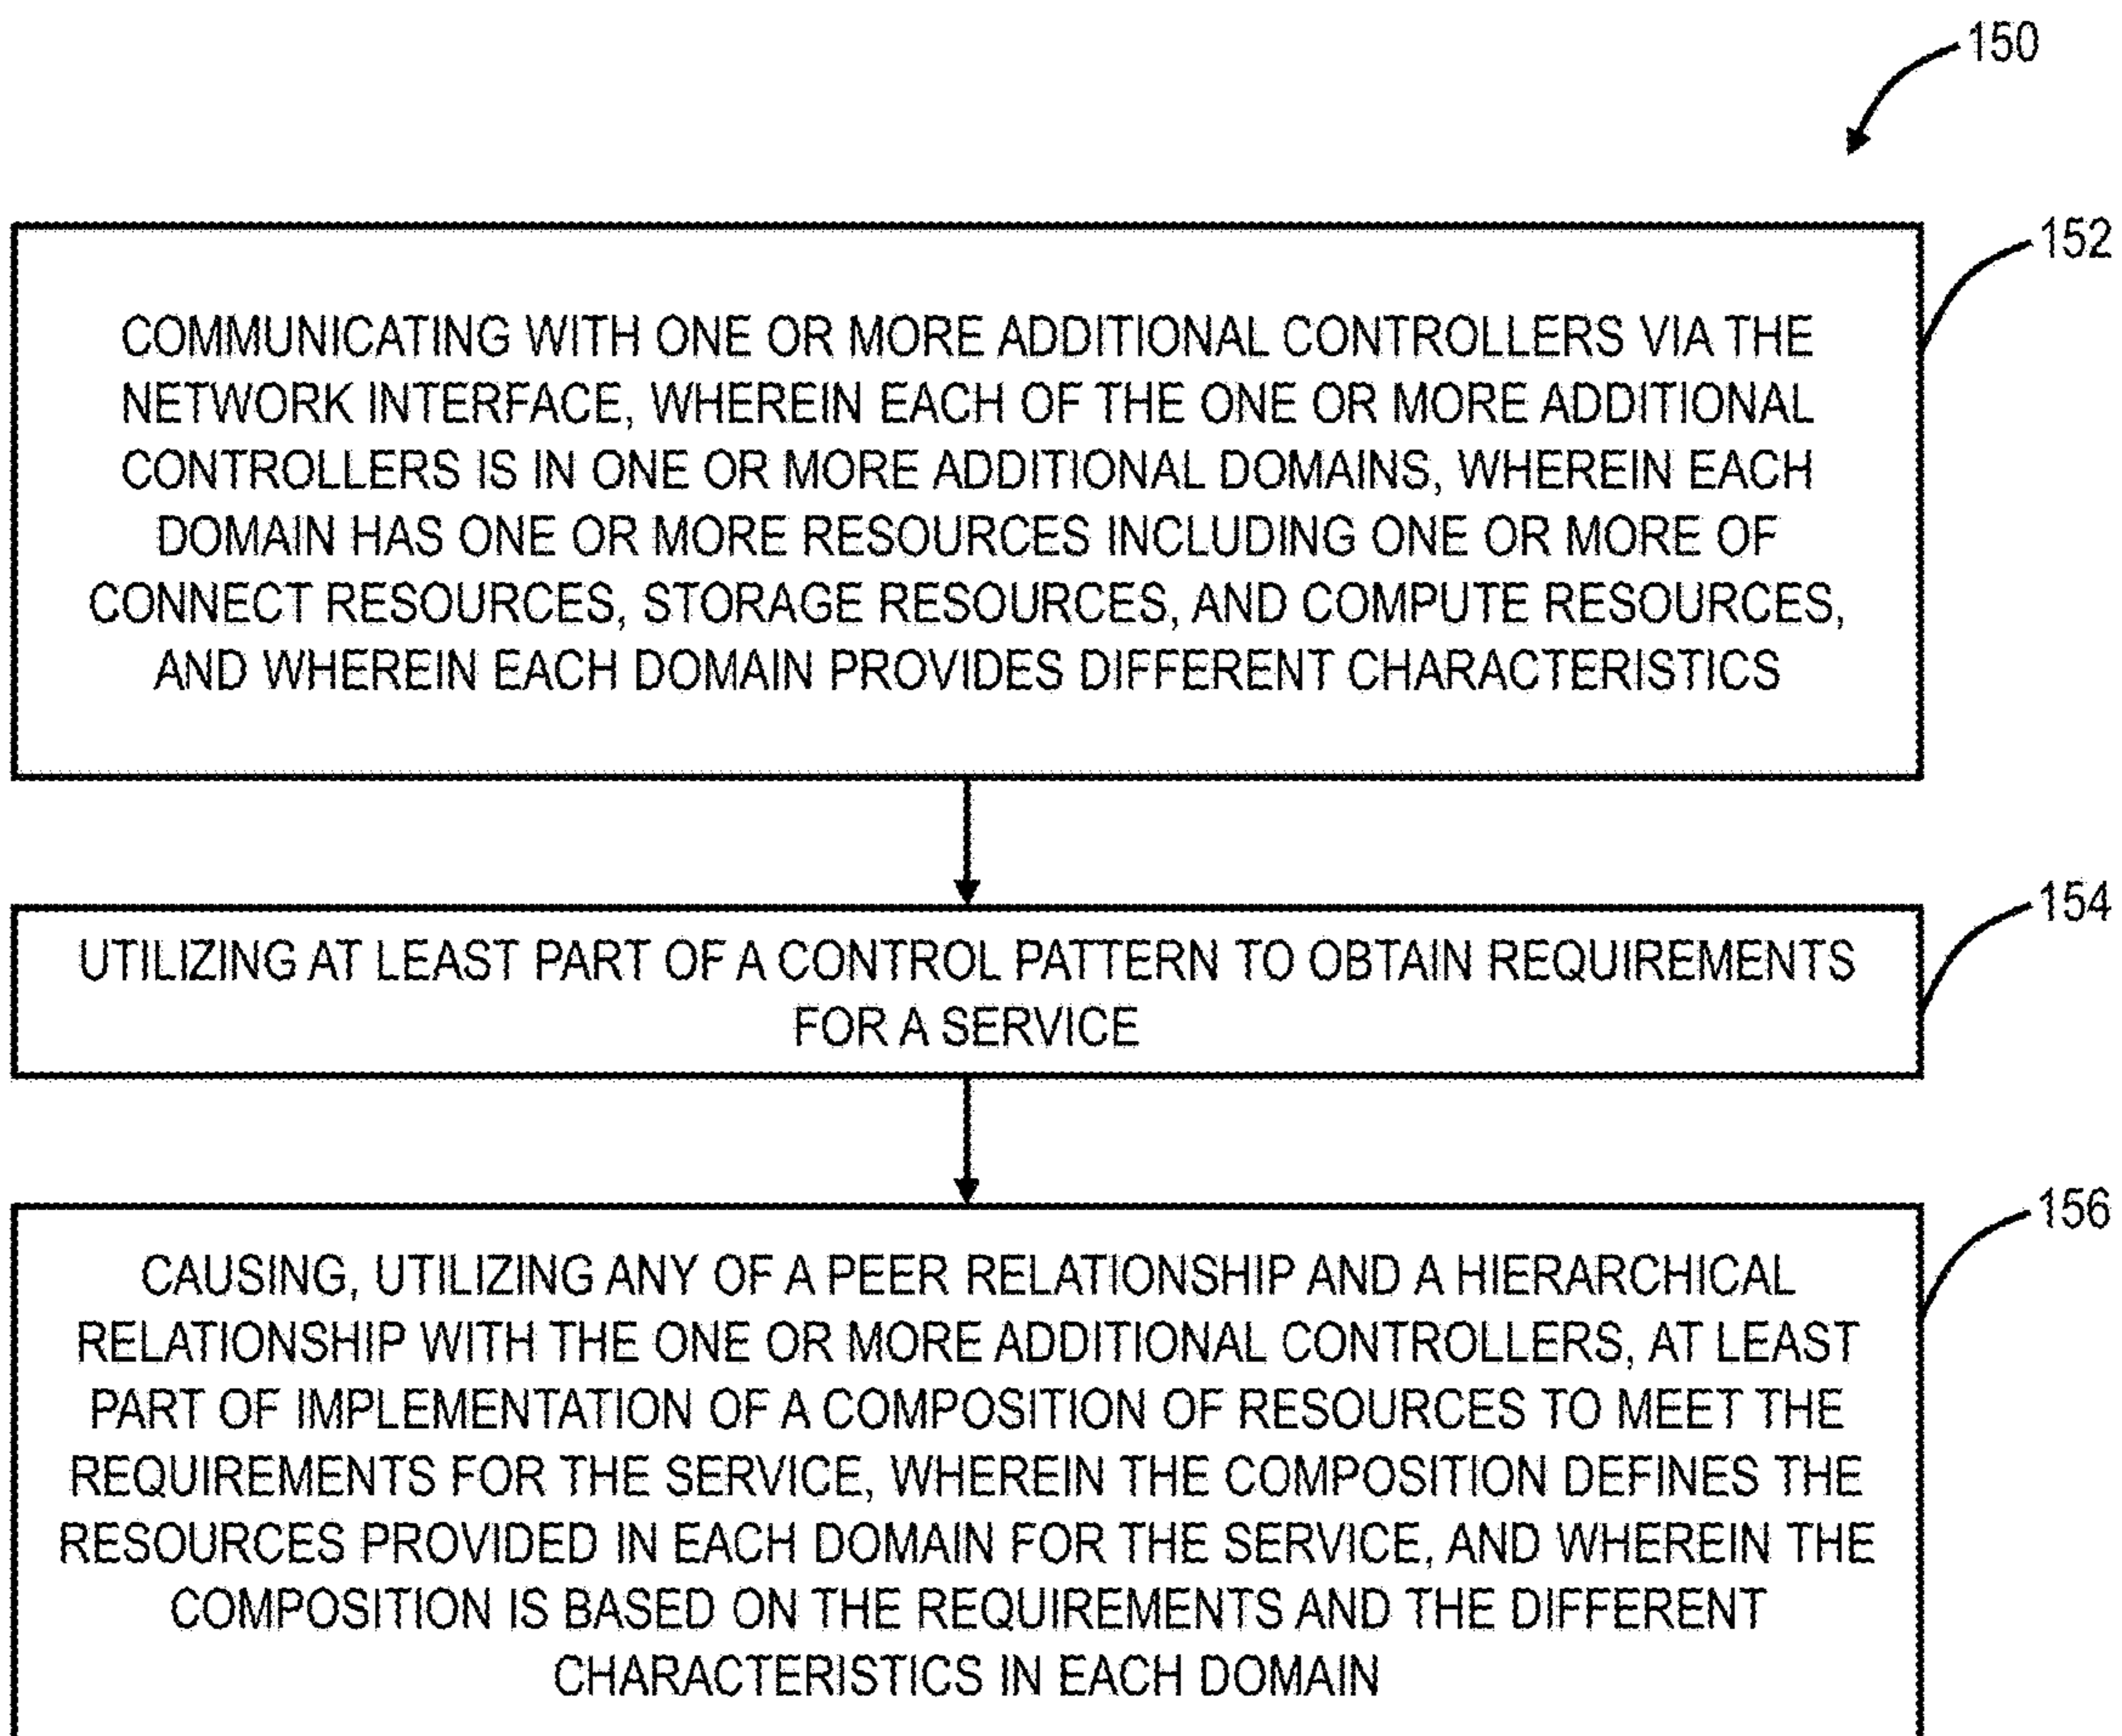 150
152
COMMUNICATING WITH ONE OR MORE ADDITIONAL CONTROLLERS VIA THE
NETWORK INTERFACE, WHEREIN EACH OF THE ONE OR MORE ADDITIONAL
CONTROLLERS IS IN ONE OR MORE ADDITIONAL DOMAINS, WHEREIN EACH
DOMAIN HAS ONE OR MORE RESOURCES INCLUDING ONE OR MORE OF
CONNECT RESOURCES, STORAGE RESOURCES, AND COMPUTE RESOURCES,
AND WHEREIN EACH DOMAIN PROVIDES DIFFERENT CHARACTERISTICS
154
UTILIZING AT LEAST PART OF A CONTROL PATTERN TO OBTAIN REQUIREMENTS
FOR A SERVICE
156
CAUSING, UTILIZING ANY OF A PEER RELATIONSHIP AND A HIERARCHICAL
RELATIONSHIP WITH THE ONE OR MORE ADDITIONAL CONTROLLERS, AT LEAST
PART OF IMPLEMENTATION OF A COMPOSITION OF RESOURCES TO MEET THE
REQUIREMENTS FOR THE SERVICE, WHEREIN THE COMPOSITION DEFINES THE
RESOURCES PROVIDED IN EACH DOMAIN FOR THE SERVICE, AND WHEREIN THE
COMPOSITION IS BASED ON THE REQUIREMENTS AND THE DIFFERENT
CHARACTERISTICS IN EACH DOMAIN